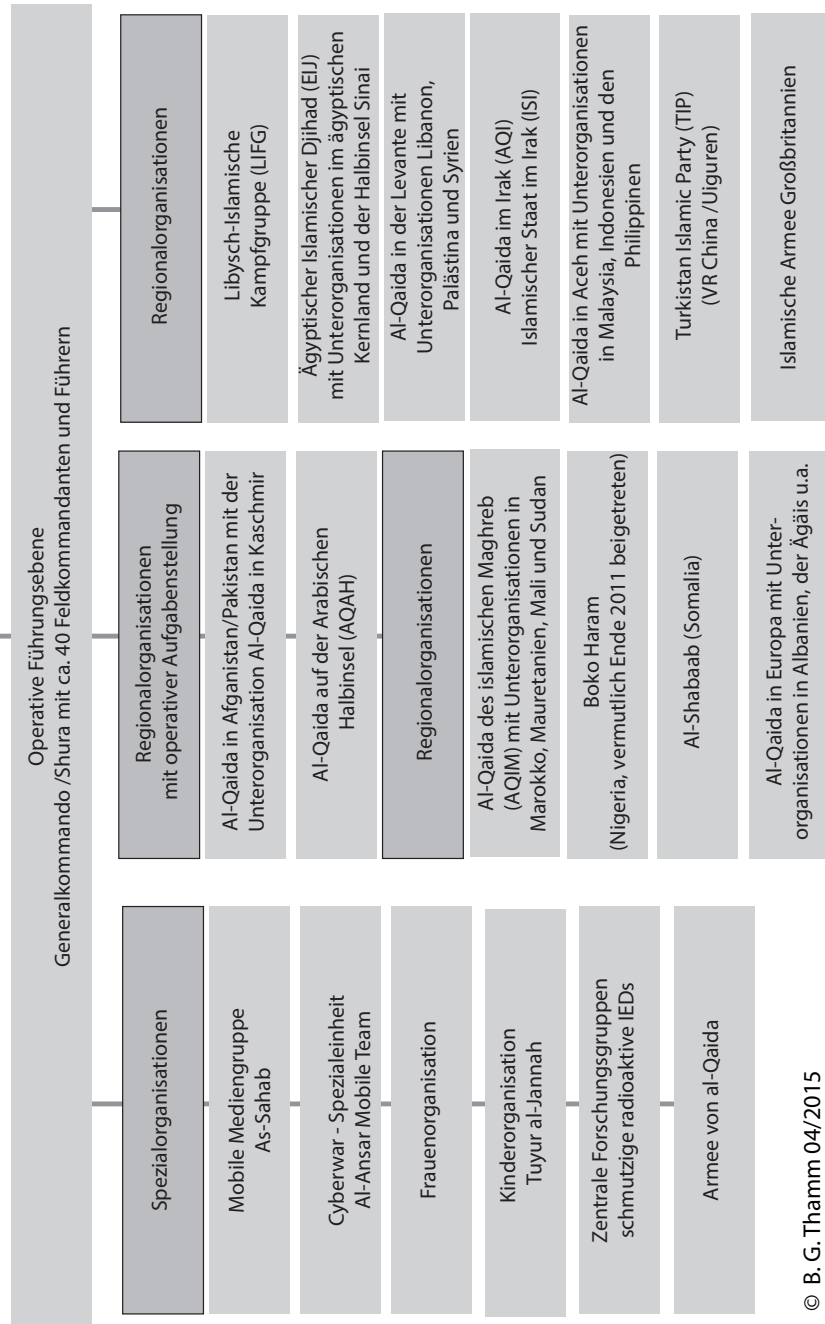 Operative Führungsebene
Generalkommando /Shura mit ca. 40 Feldkommandanten und Führern
Spezialorganisationen
Mobile Mediengruppe
As-Sahab
Cyberwar - Spezialeinheit
Al-Ansar Mobile Team
Frauenorganisation
Kinderorganisation
Tuyur al-Jannah
Zentrale Forschungsgruppen
schmutzige radioaktive IEDs
Armee von al-Qaida
Regionalorganisationen
mit operativer Aufgabenstellung
Al-Qaida in Afganistan/Pakistan mit der
Unterorganisation Al-Qaida in Kaschmir
Al-Qaida auf der Arabischen
Halbinsel (AQAH)
Regionalorganisationen
Al-Qaida des islamischen Maghreb
(AQIM) mit Unterorganisationen in
Marokko, Mauretanien, Mali und Sudan
Boko Haram
(Nigeria, vermutlich Ende 2011 beigetreten)
Al-Shabaab (Somalia)
Al-Qaida in Europa mit Unter-
organisationen in Albanien, der Ägäis u.a.
Regionalorganisationen
Libysch-Islamische
Kampfgruppe (LIFG)
Ägyptischer Islamischer Djihad (EIJ)
mit Unterorganisationen im ägyptischen
Kernland und der Halbinsel Sinai
Al-Qaida in der Levante mit
Unterorganisationen Libanon,
Palästina und Syrien
Al-Qaida im Irak (AQI)
Islamischer Staat im Irak (ISI)
Al-Qaida in Aceh mit Unterorganisationen
in Malaysia, Indonesien und den
Philippinen
Turkistan Islamic Party (TIP)
(VR China /Uiguren)
Islamische Armee Großbritannien
© B. G. Thamm 04/2015